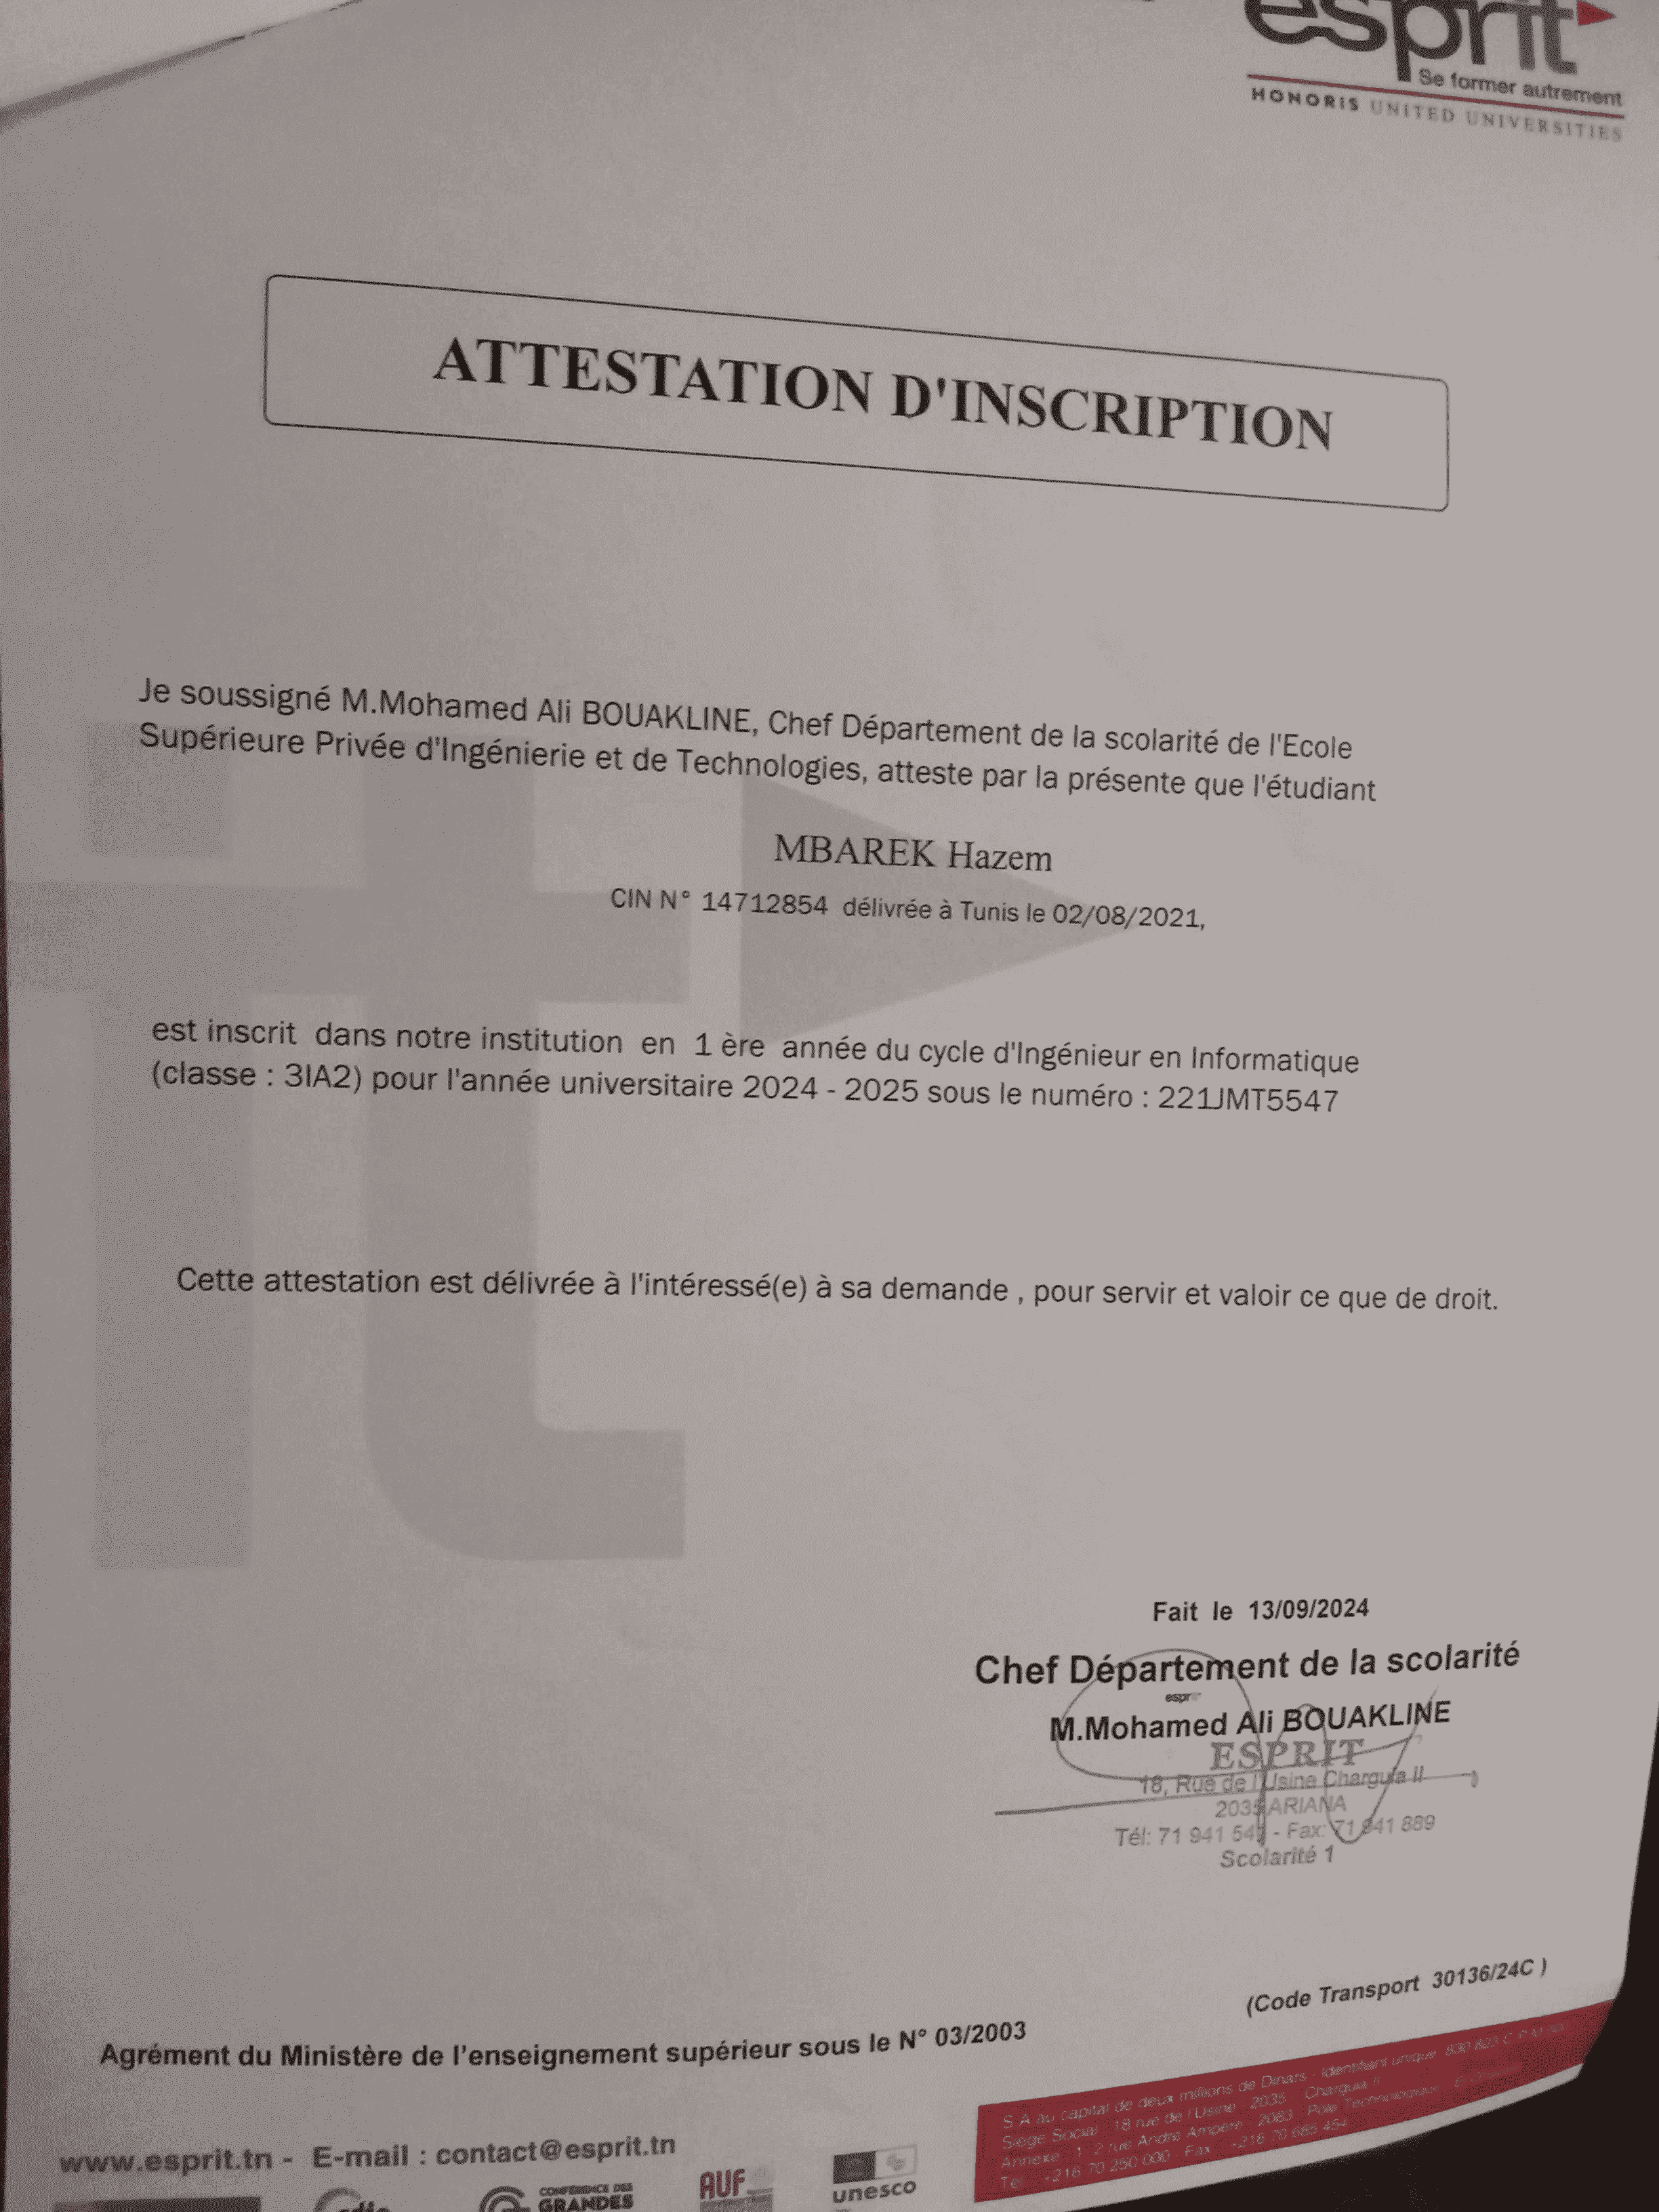 esprit
Se former autrement
HONORIS UNITED UNIVERSITIES
ATTESTATION D'INSCRIPTION
Je soussigné M.Mohamed Ali BOUAKLINE, Chef Département de la scolarité de l'Ecole
Supérieure Privée d'Ingénierie et de Technologies, atteste par la présente que l'étudiant
MBAREK Hazem
CIN N° 14712854 délivrée à Tunis le 02/08/2021,
est inscrit dans notre institution en 1 ère année du cycle d'Ingénieur en Informatique
(classe : 3IA2) pour l'année universitaire 2024 - 2025 sous le numéro : 221JMT5547
Cette attestation est délivrée à l'intéressé(e) à sa demande , pour servir et valoir ce que de droit.
Fait le 13/09/2024
Chef Département de la scolarité
esprit
M.Mohamed Ali BOUAKLINE
ESPRIT
18, Rue de l'Usine Charguia II
2035 ARIANA
Tél: 71 941 - Fax: 71 941 889
Scolarité 1
(Code Transport 30136/24C )
Agrément du Ministère de l'enseignement supérieur sous le N° 03/2003
S.A au capital de deux millions de Dinars - Identifiant unique
Siège Social : 18 rue de l'Usine - 2035 - Charguia II
Annexe : 1, 2 rue André Ampère - 2083 - Pôle Technologique
Tél : +216 70 250 000 Fax : +216 70 685 454
www.esprit.tn - E-mail : contact@esprit.tn
CONFÉRENCE DES
GRANDES
AUF
unesco